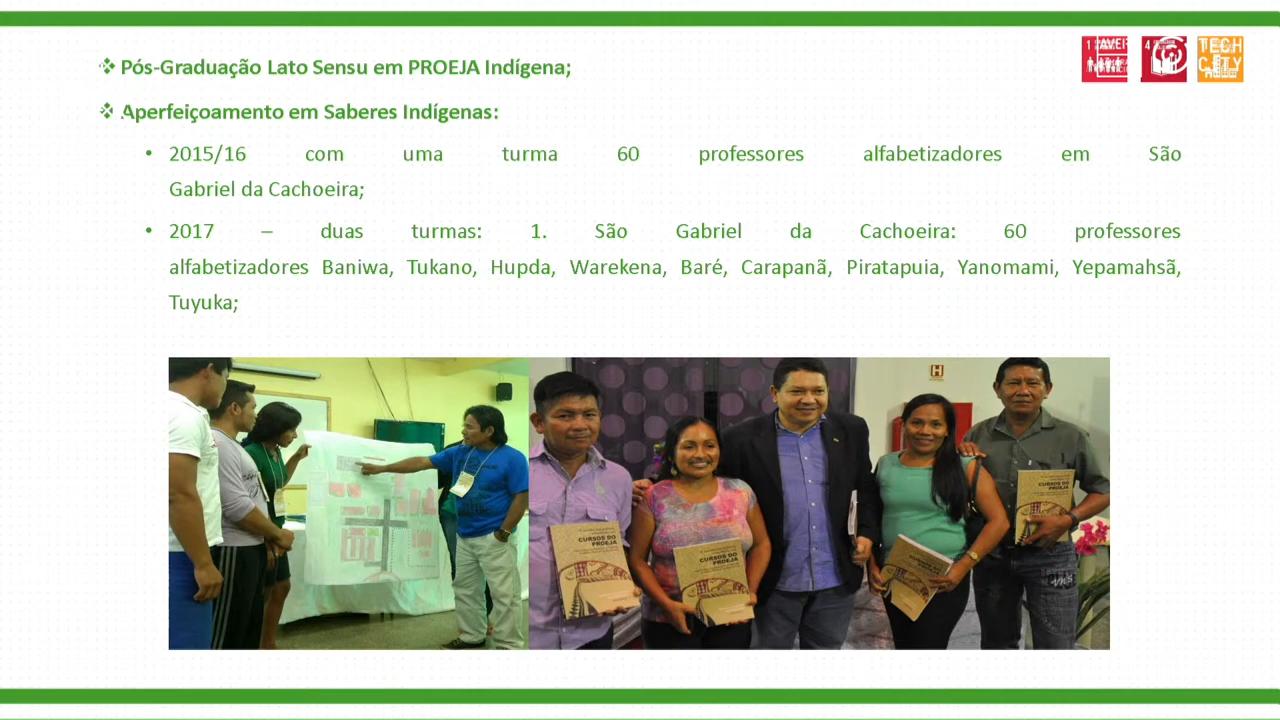 Pós-Graduação Lato Sensu em PROEJA Indígena;
Aperfeiçoamento em Saberes Indígenas:
• 2015/16 com uma turma 60 professores alfabetizadores em São
Gabriel da Cachoeira;
• 2017 – duas turmas: 1. São Gabriel da Cachoeira: 60 professores
alfabetizadores Baniwa, Tukano, Hupda, Warekena, Baré, Carapanã, Piratapuia, Yanomami, Yepamahsã,
Tuyuka;
TECH
C TY
H
CURSOS DO
PROEJA
CURSOS DO
PROEJA
CURSOS DO
PROEJA